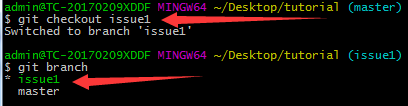 admin@TC-20170209XDDF MINGW64 ~/Desktop/tutorial (master)
$ git checkout issue1
Switched to branch 'issue1'
admin@TC-20170209XDDF MINGW64 ~/Desktop/tutorial (issue1)
$ git branch
* issue1
master